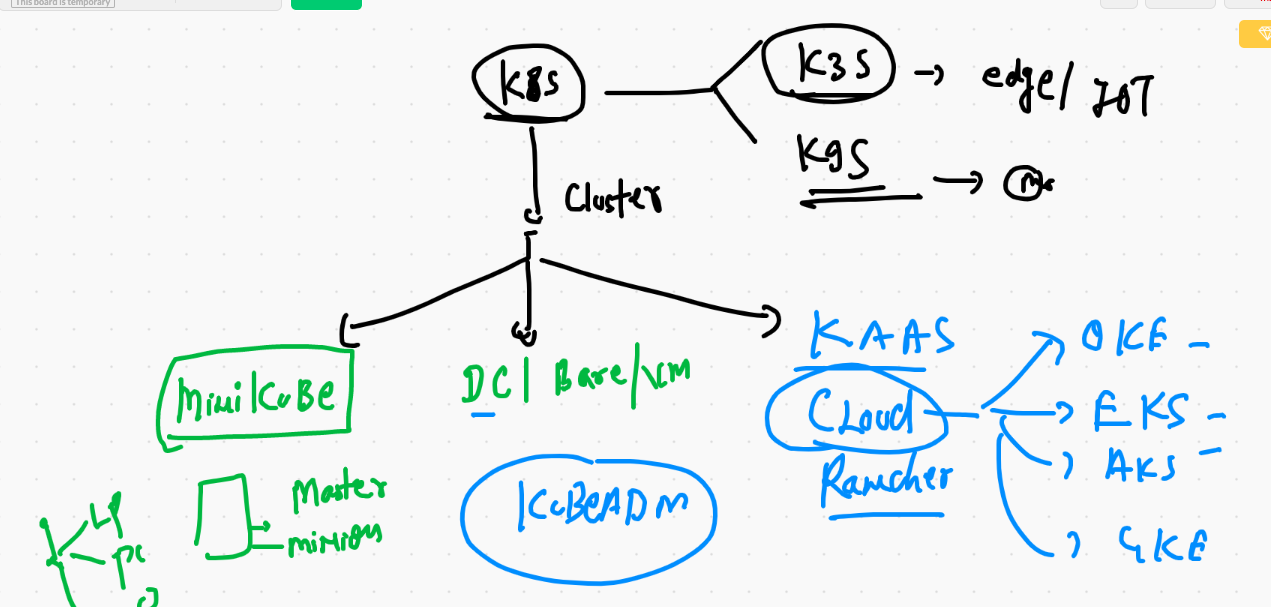 This board is temporary
K8S
K3S → edge/IOT
K9S →
Cluster
MiniKuBe
DC| Bare/VM
KAAS
CLoud
Rancher
OKE -
EKS -
AKS -
GKE
KuBeADm
Master
minion
LP
PC